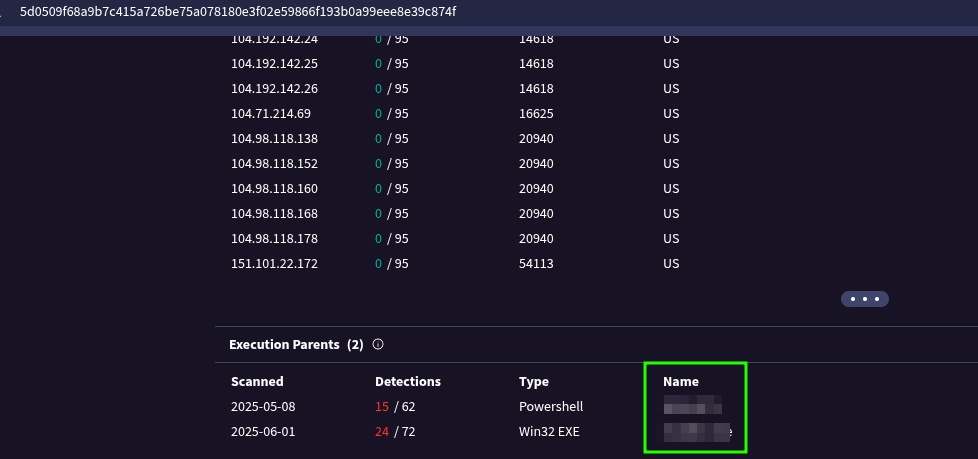 5d0509f68a9b7c415a726be75a078180e3f02e59866f193b0a99eee8e39c874f
104.192.142.24 0 / 95 14618 US
104.192.142.25 0 / 95 14618 US
104.192.142.26 0 / 95 14618 US
104.71.214.69 0 / 95 16625 US
104.98.118.138 0 / 95 20940 US
104.98.118.152 0 / 95 20940 US
104.98.118.160 0 / 95 20940 US
104.98.118.168 0 / 95 20940 US
104.98.118.178 0 / 95 20940 US
151.101.22.172 0 / 95 54113 US
Execution Parents (2)
Scanned Detections Type Name
2025-05-08 15 / 62 Powershell
2025-06-01 24 / 72 Win32 EXE